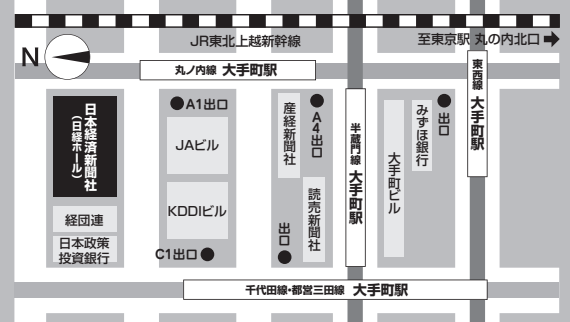 JR東北上越新幹線
至東京駅 丸の内北口
N
丸ノ内線 大手町駅
東西線 大手町駅
日本経済新聞社
(日経ホール)
経団連
日本政策
投資銀行
A1出口
JAビル
KDDIビル
C1出口
産経新聞社
A4出口
読売新聞社
出口
半蔵門線 大手町駅
大手町ビル
みずほ銀行
出口
千代田線・都営三田線 大手町駅